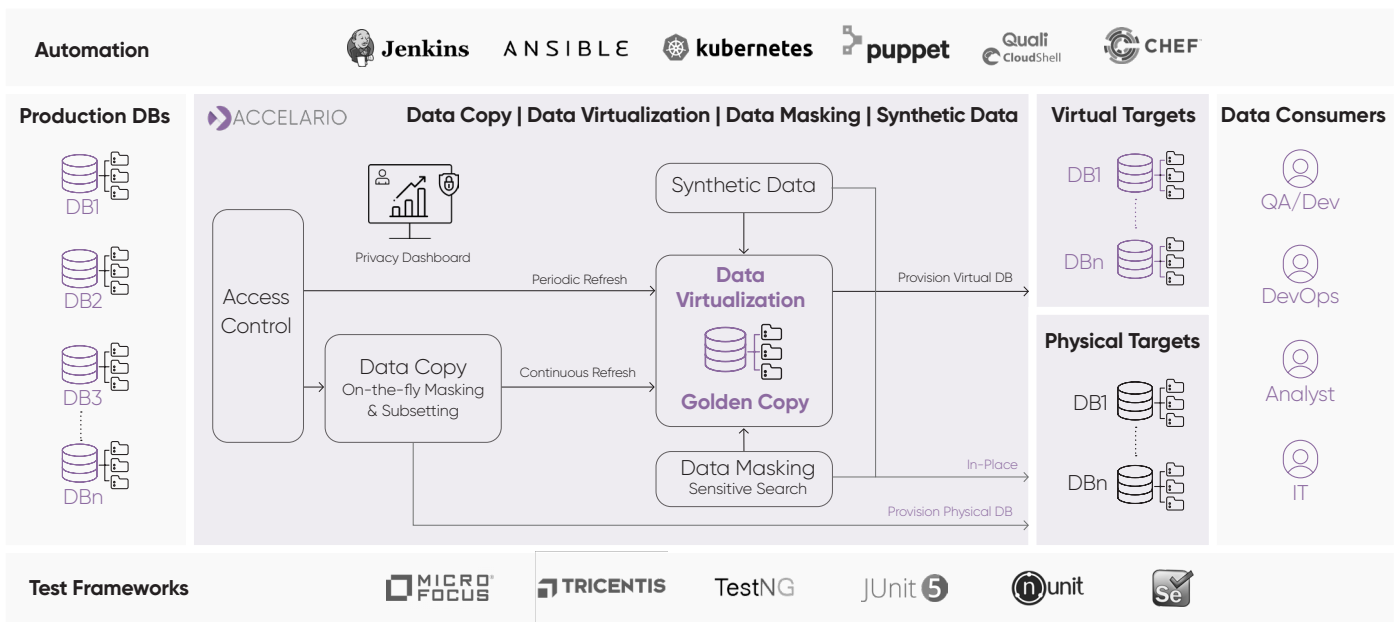 Automation
Jenkins
ANSIBLE
kubernetes
puppet
Quali
CloudShell
CHEF
Production DBs
DB1
DB2
DB3
DBn
ACCELARIO
Data Copy | Data Virtualization | Data Masking | Synthetic Data
Privacy Dashboard
Access
Control
Data Copy
On-the-fly Masking
& Subsetting
Periodic Refresh
Continuous Refresh
Synthetic Data
Data
Virtualization
Golden Copy
Data Masking
Sensitive Search
Provision Virtual DB
In-Place
Provision Physical DB
Virtual Targets
DB1
DBn
Physical Targets
DB1
DBn
Data Consumers
QA/Dev
DevOps
Analyst
IT
Test Frameworks
MICRO
FOCUS
TRICENTIS
TestNG
JUnit 5
nunit
Se